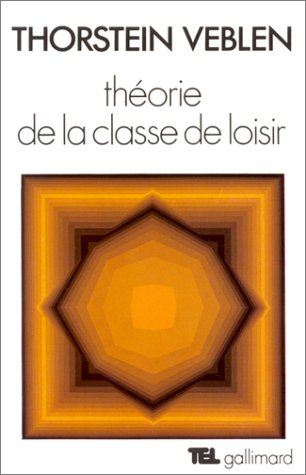 THORSTEIN VEBLEN
théorie
de la classe de loisir
TEL gallimard